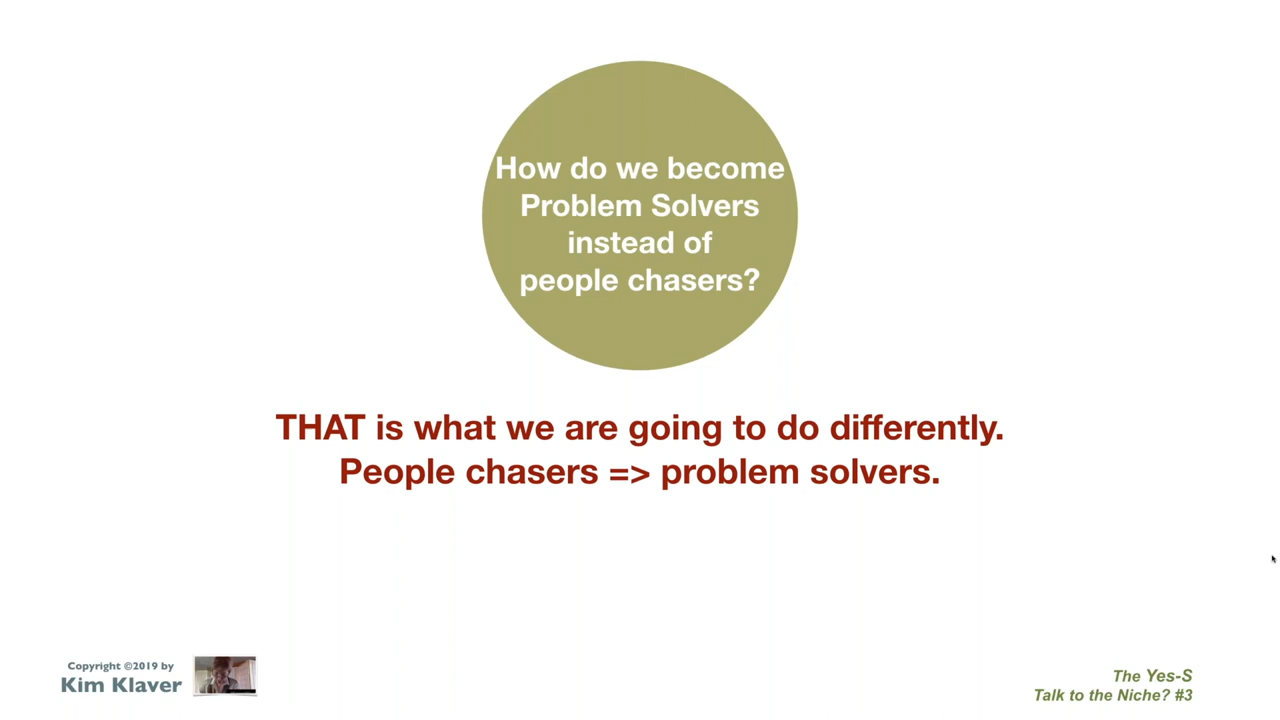 How do we become
Problem Solvers
instead of
people chasers?
THAT is what we are going to do differently.
People chasers => problem solvers.
Copyright ©2019 by
Kim Klaver
The Yes-S
Talk to the Niche? #3